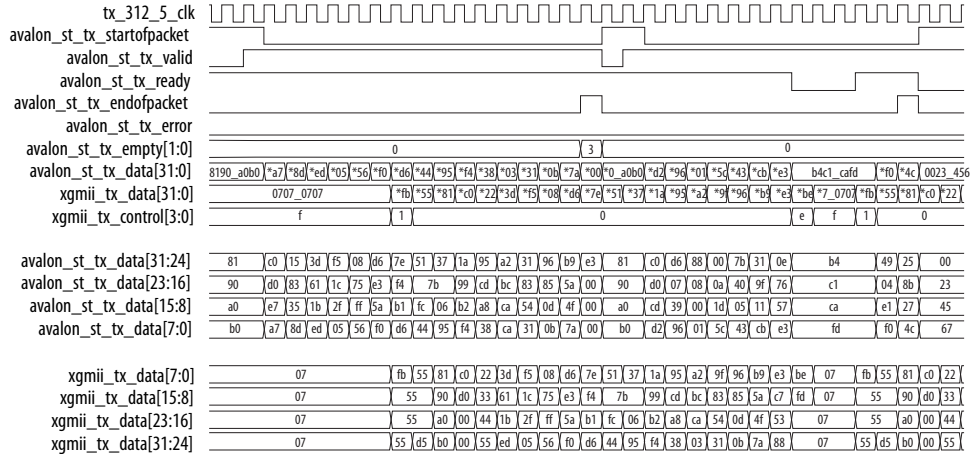 tx_312_5_clk
avalon_st_tx_startofpacket
avalon_st_tx_valid
avalon_st_tx_ready
avalon_st_tx_endofpacket
avalon_st_tx_error
avalon_st_tx_empty[1:0] 0 3 0
avalon_st_tx_data[31:0] 8190_a0b0 *a7 *8d *ed *05 *56 *f0 *d6 *44 *95 *f4 *38 *03 *31 *0b *7a *00 *0_a0b0 *d2 *96 *01 *5c *43 *cb *e3 b4c1_cafd *f0 *4c 0023_456
xgmii_tx_data[31:0] 0707_0707 *fb *55 *81 *c0 *22 *3d *f5 *08 *d6 *7e *51 *37 *1a *95 *a2 *9f *96 *b9 *e3 *be *7_0707 *fb *55 *81 *c0 *22
xgmii_tx_control[3:0] f 1 0 e f 1 0
avalon_st_tx_data[31:24] 81 c0 15 3d f5 08 d6 7e 51 37 1a 95 a2 31 96 b9 e3 81 c0 d6 88 00 7b 31 0e b4 49 25 00
avalon_st_tx_data[23:16] 90 d0 83 61 1c 75 e3 f4 7b 99 cd bc 83 85 5a 00 90 d0 07 08 0a 40 9f 76 c1 04 8b 23
avalon_st_tx_data[15:8] a0 e7 35 1b 2f ff 5a b1 fc 06 b2 a8 ca 54 0d 4f 00 a0 cd 39 00 1d 05 11 57 ca e1 27 45
avalon_st_tx_data[7:0] b0 a7 8d ed 05 56 f0 d6 44 95 f4 38 ca 31 0b 7a 00 b0 d2 96 01 5c 43 cb e3 fd f0 4c 67
xgmii_tx_data[7:0] 07 fb 55 81 c0 22 3d f5 08 d6 7e 51 37 1a 95 a2 9f 96 b9 e3 be 07 fb 55 81 c0 22
xgmii_tx_data[15:8] 07 55 90 d0 33 61 1c 75 e3 f4 7b 99 cd bc 83 85 5a c7 fd 07 55 90 d0 33
xgmii_tx_data[23:16] 07 55 a0 00 44 1b 2f ff 5a b1 fc 06 b2 a8 ca 54 0d 4f 53 07 55 a0 00 44
xgmii_tx_data[31:24] 07 55 d5 b0 00 55 ed 05 56 f0 d6 44 95 f4 38 03 31 0b 7a 88 07 55 d5 b0 00 55